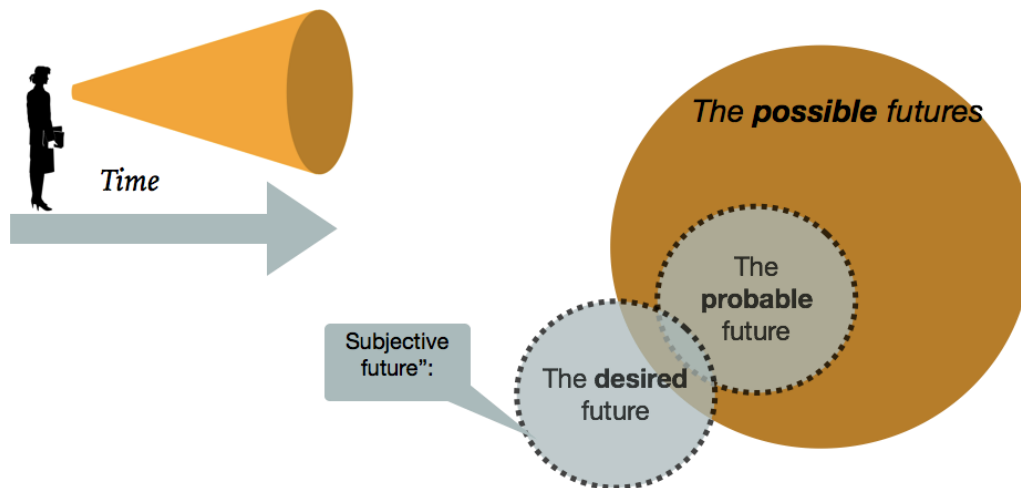 The possible futures
Time
The
probable
future
Subjective
future”:
The desired
future